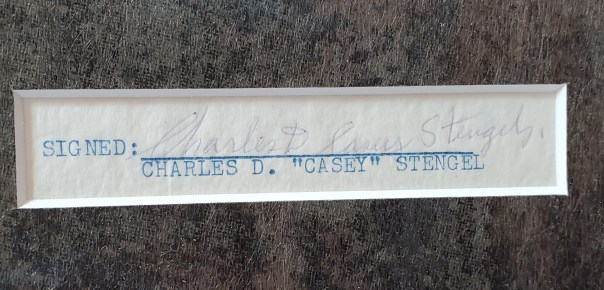 SIGNED: Charles D Casey Stengel.
CHARLES D. "CASEY" STENGEL